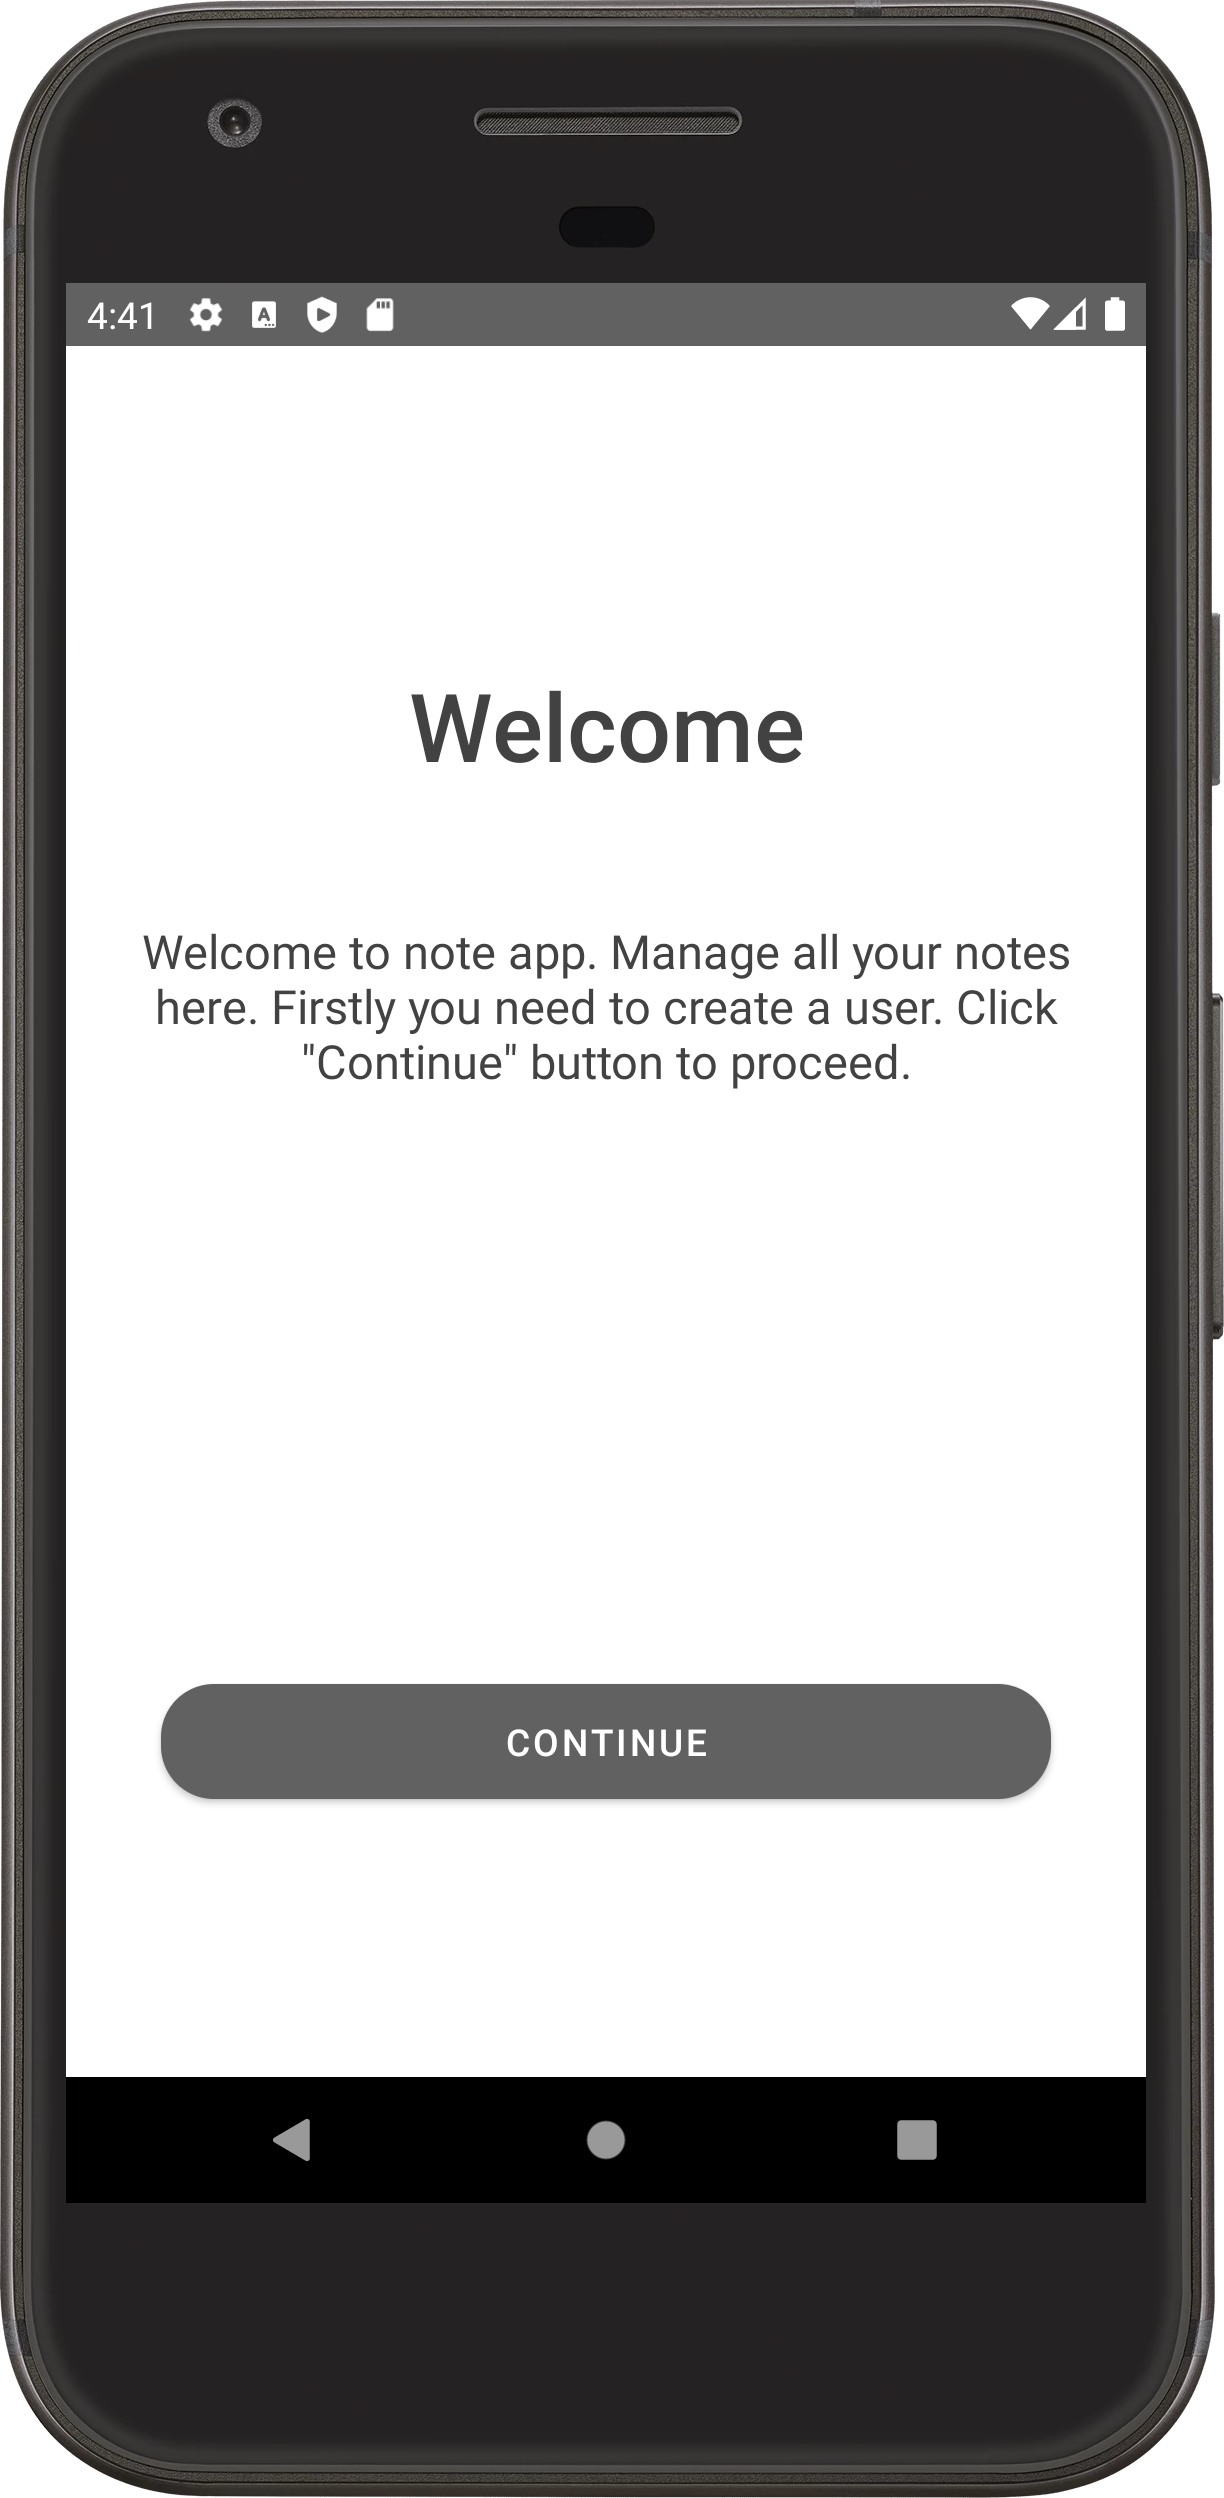 4:41
Welcome
Welcome to note app. Manage all your notes
here. Firstly you need to create a user. Click
"Continue" button to proceed.
CONTINUE